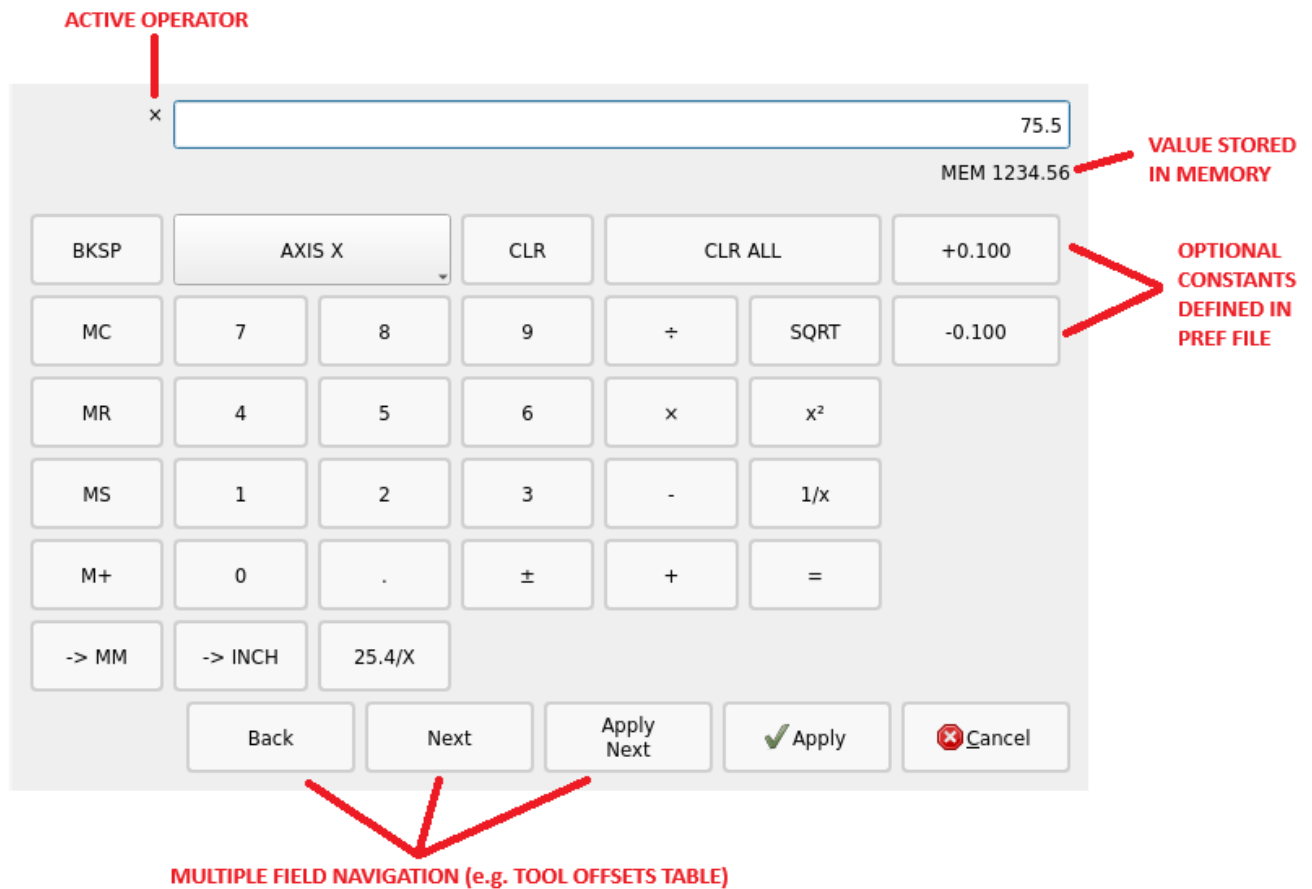 ACTIVE OPERATOR
×
75.5
MEM 1234.56
VALUE STORED
IN MEMORY
BKSP
AXIS X
CLR
CLR ALL
+0.100
OPTIONAL
CONSTANTS
DEFINED IN
PREF FILE
MC
7
8
9
÷
SQRT
-0.100
MR
4
5
6
×
x²
MS
1
2
3
-
1/x
M+
0
.
±
+
=
-> MM
-> INCH
25.4/X
Back
Next
Apply
Next
Apply
Cancel
MULTIPLE FIELD NAVIGATION (e.g. TOOL OFFSETS TABLE)